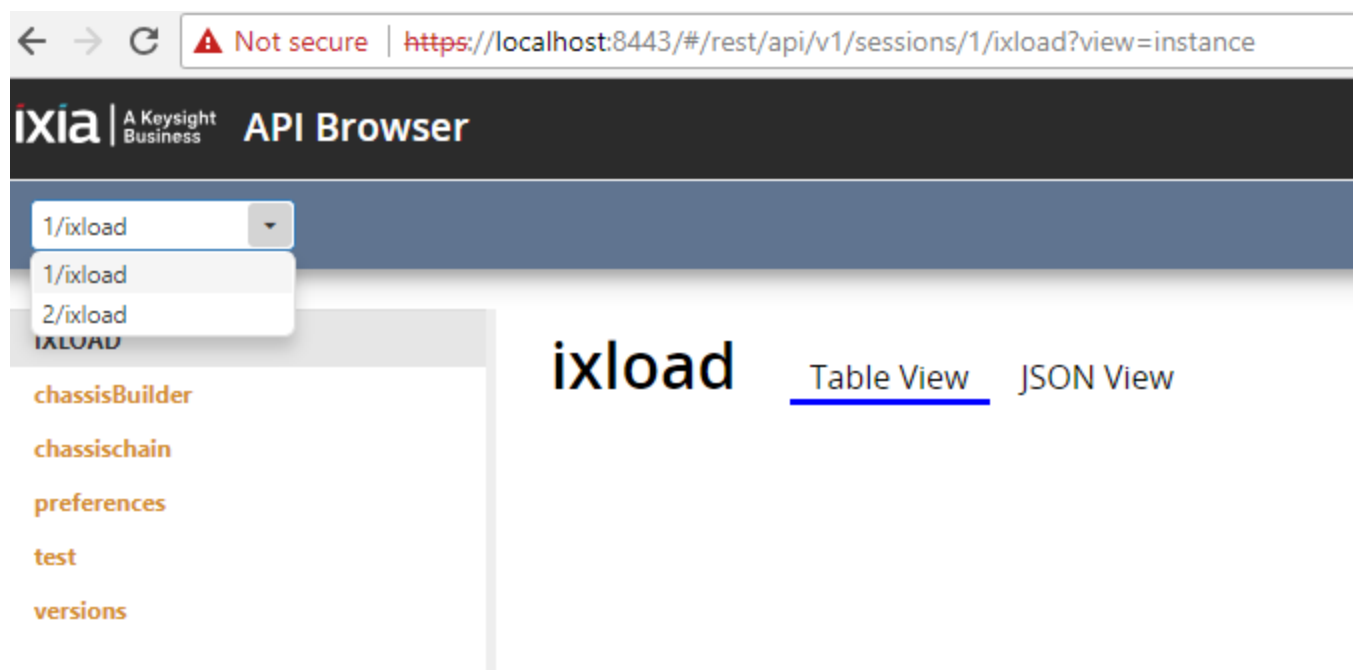 Not secure | https://localhost:8443/#/rest/api/v1/sessions/1/ixload?view=instance
ixia | A Keysight Business API Browser
1/ixload
1/ixload
2/ixload
IXLOAD
chassisBuilder
chassischain
preferences
test
versions
ixload Table View JSON View